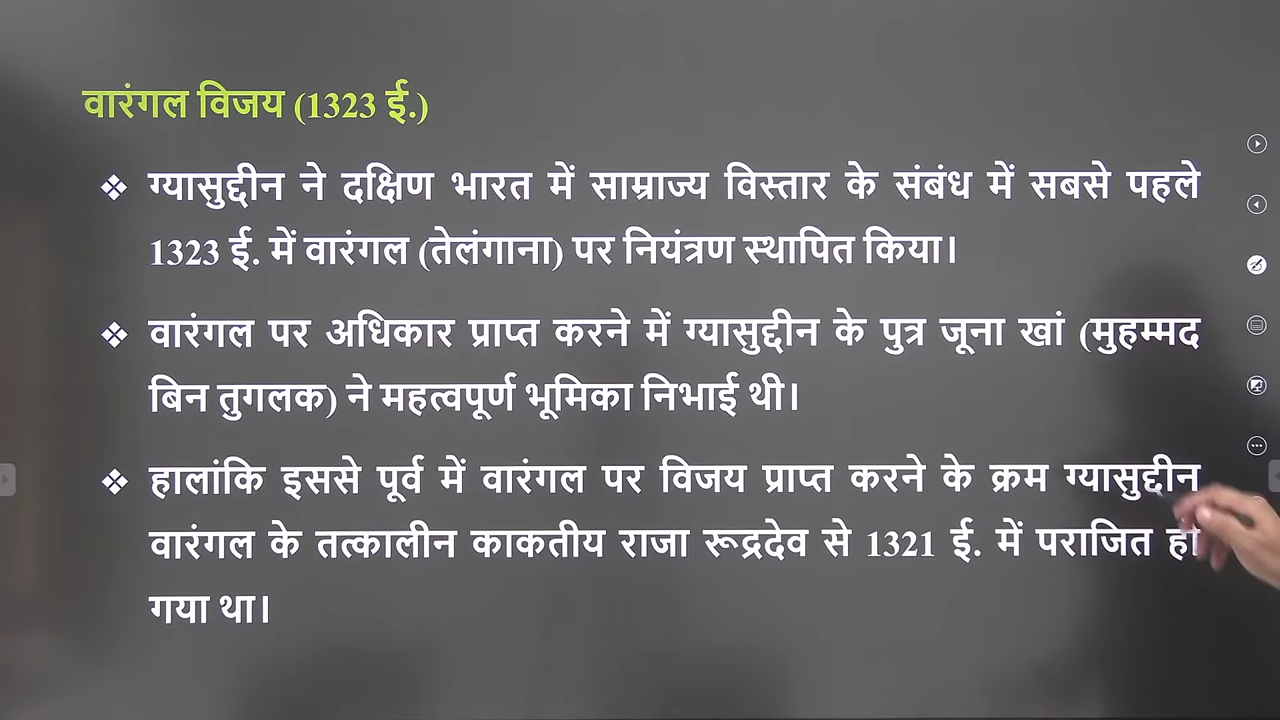 वारंगल विजय (1323 ई.)
❖ ग्यासुद्दीन ने दक्षिण भारत में साम्राज्य विस्तार के संबंध में सबसे पहले
1323 ई. में वारंगल (तेलंगाना) पर नियंत्रण स्थापित किया।
❖ वारंगल पर अधिकार प्राप्त करने में ग्यासुद्दीन के पुत्र जूना खां (मुहम्मद
बिन तुगलक) ने महत्वपूर्ण भूमिका निभाई थी।
❖ हालांकि इससे पूर्व में वारंगल पर विजय प्राप्त करने के क्रम ग्यासुद्दीन
वारंगल के तत्कालीन काकतीय राजा रूद्रदेव से 1321 ई. में पराजित हो
गया था।